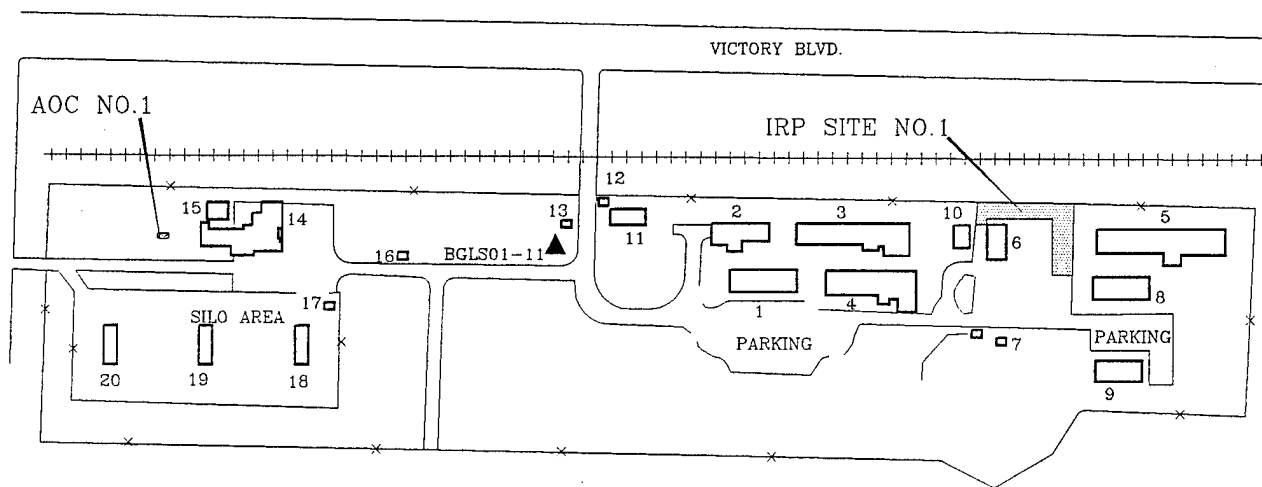 VICTORY BLVD.
AOC NO.1
IRP SITE NO.1
12
15
14
13
2
3
10
5
11
6
16
BGLS01-11
17
SILO AREA
1
4
8
PARKING
7
PARKING
20
19
18
9